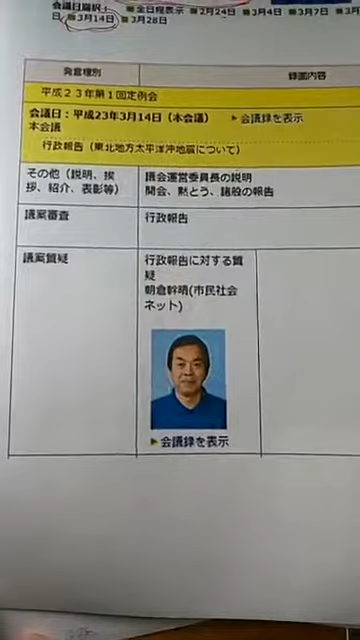 会議日選択： ■全日程表示 ■2月24日 ■3月4日 ■3月7日 ■3月
日 ■3月14日 ■3月28日
発言種別 録画内容
平成２３年第１回定例会
会議日：平成23年3月14日（本会議） ▶会議録を表示
本会議
行政報告（東北地方太平洋沖地震について）
その他（説明、挨 議会運営委員長の説明
拶、紹介、表彰等） 開会、黙とう、諸般の報告
議案審査 行政報告
議案質疑 行政報告に対する質
疑
朝倉幹晴(市民社会
ネット)
▶会議録を表示